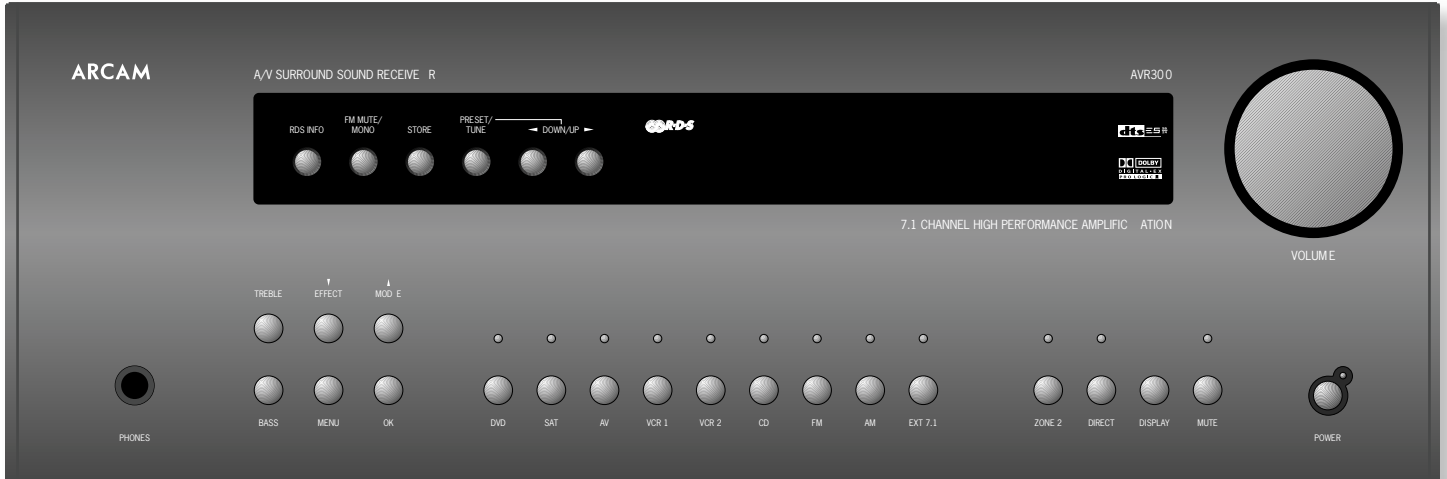 ARCAM
A/V SURROUND SOUND RECEIVE R
AVR300
RDS INFO
FM MUTE/
MONO
STORE
PRESET/
TUNE
◄ DOWN/UP ►
R·D·S
dts ES
DOLBY
DIGITAL·EX
PRO LOGIC II
7.1 CHANNEL HIGH PERFORMANCE AMPLIFIC ATION
VOLUME
TREBLE
EFFECT
MOD E
BASS
MENU
OK
DVD
SAT
AV
VCR 1
VCR 2
CD
FM
AM
EXT 7.1
ZONE 2
DIRECT
DISPLAY
MUTE
PHONES
POWER